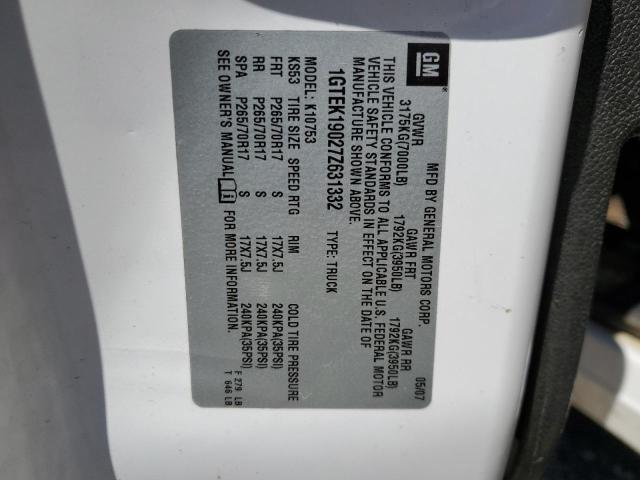 GM
MFD BY GENERAL MOTORS CORP. 05/07
GVWR GAWR FRT GAWR RR
3175KG(7000LB) 1792KG(3950LB) 1792KG(3950LB)
THIS VEHICLE CONFORMS TO ALL APPLICABLE U.S. FEDERAL MOTOR
VEHICLE SAFETY STANDARDS IN EFFECT ON THE DATE OF
MANUFACTURE SHOWN ABOVE.
1GTEK19027Z631332 TYPE: TRUCK
MODEL: K10753
KS53 TIRE SIZE SPEED RTG RIM COLD TIRE PRESSURE
FRT P265/70R17 S 17X7.5J 240KPA(35PSI)
RR P265/70R17 S 17X7.5J 240KPA(35PSI)
SPA P265/70R17 S 17X7.5J 240KPA(35PSI)
SEE OWNER'S MANUAL FOR MORE INFORMATION.
F 279 LB
T 646 LB